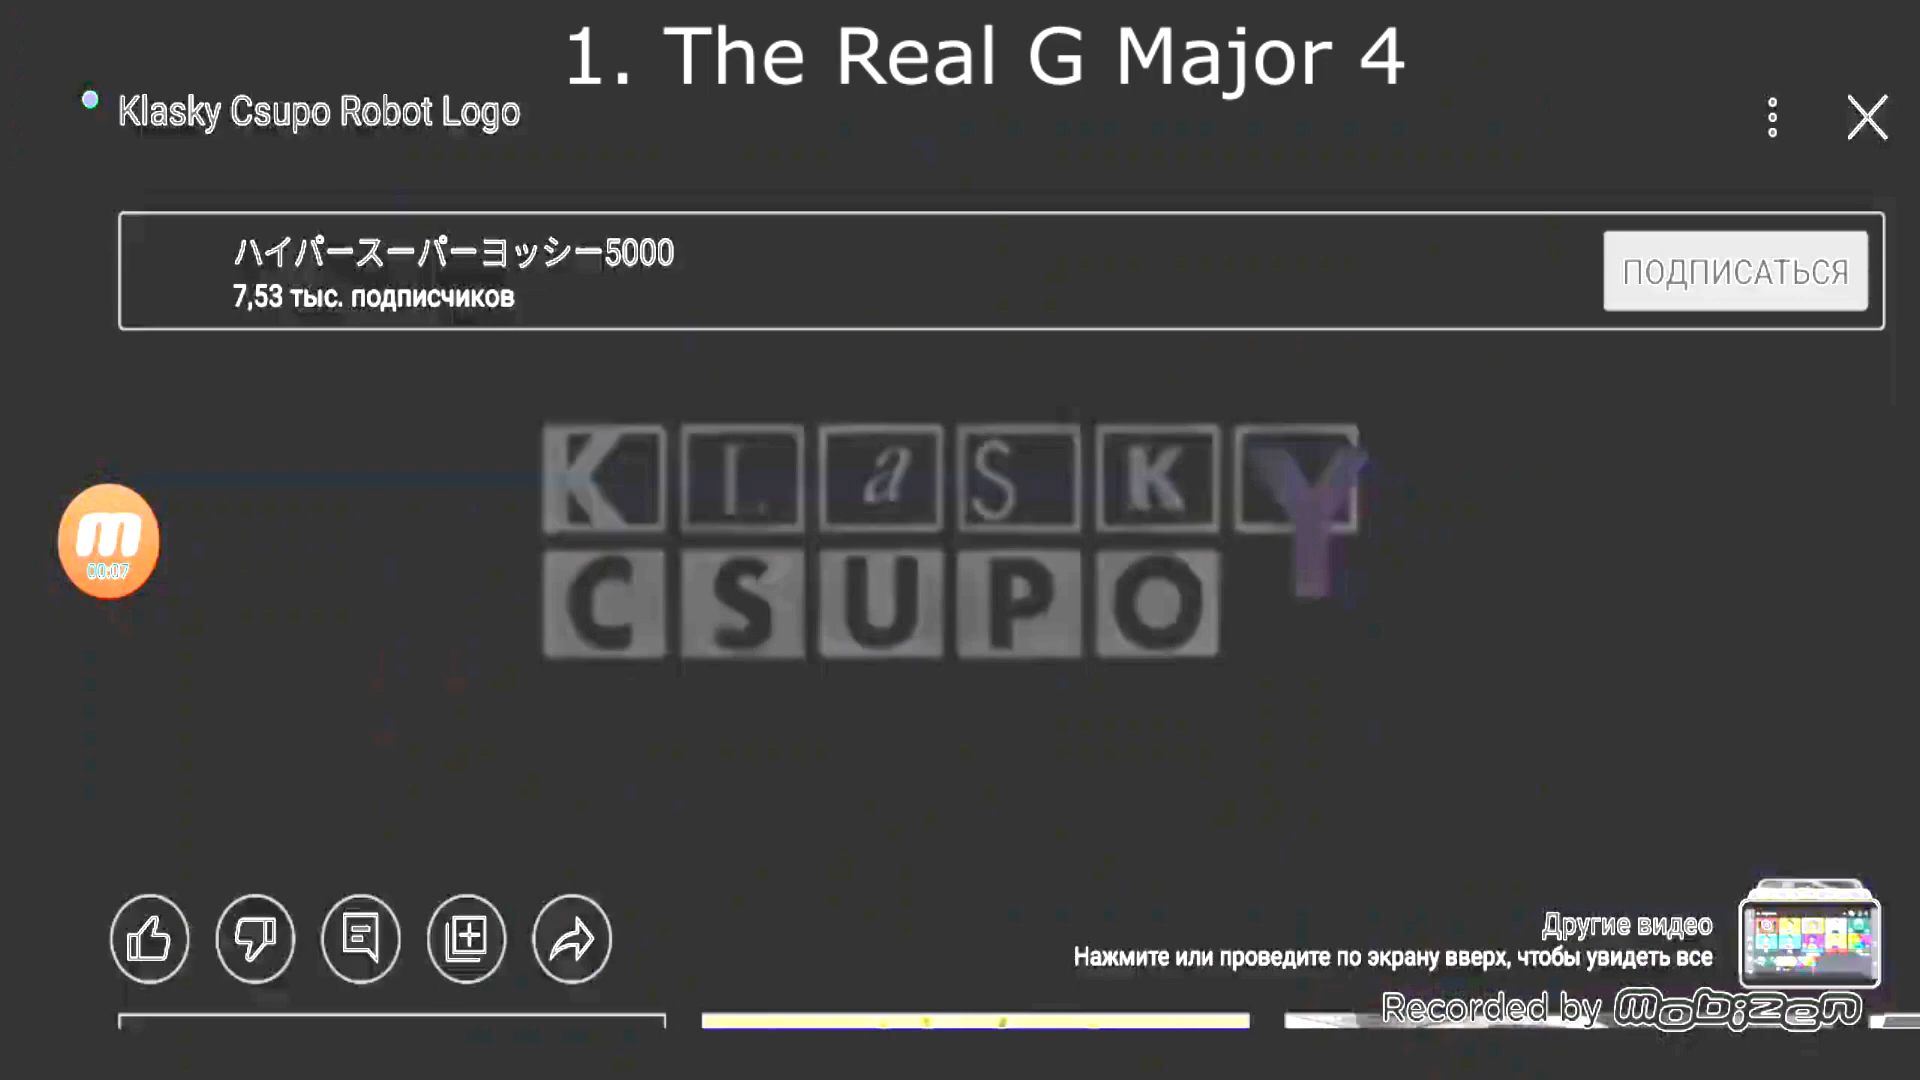 1. The Real G Major 4
Klasky Csupo Robot Logo
ハイパースーパーヨッシー5000
7,53 тыс. подписчиков
ПОДПИСАТЬСЯ
KLaSKY
CSUPO
00:07
Другие видео
Нажмите или проведите по экрану вверх, чтобы увидеть все
Recorded by mobizen